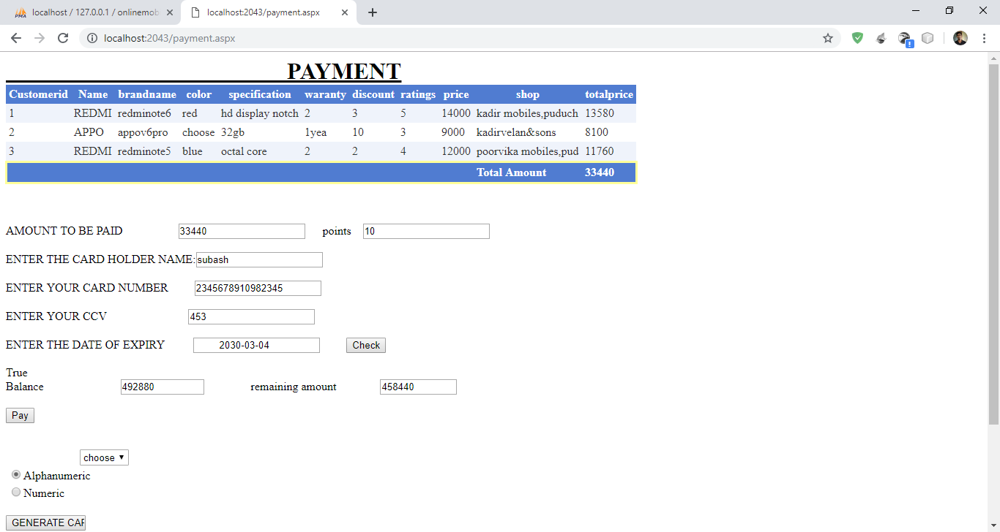 localhost / 127.0.0.1 / onlinemob
localhost:2043/payment.aspx
localhost:2043/payment.aspx
PAYMENT
Customerid Name brandname color specification waranty discount ratings price shop totalprice
1 REDMI redminote6 red hd display notch 2 3 5 14000 kadir mobiles,puduch 13580
2 APPO appov6pro choose 32gb 1yea 10 3 9000 kadirvelan&sons 8100
3 REDMI redminote5 blue octal core 2 2 4 12000 poorvika mobiles,pud 11760
Total Amount 33440
AMOUNT TO BE PAID 33440 points 10
ENTER THE CARD HOLDER NAME: subash
ENTER YOUR CARD NUMBER 2345678910982345
ENTER YOUR CCV 453
ENTER THE DATE OF EXPIRY 2030-03-04 Check
True
Balance 492880 remaining amount 458440
Pay
choose
Alphanumeric
Numeric
GENERATE CAP